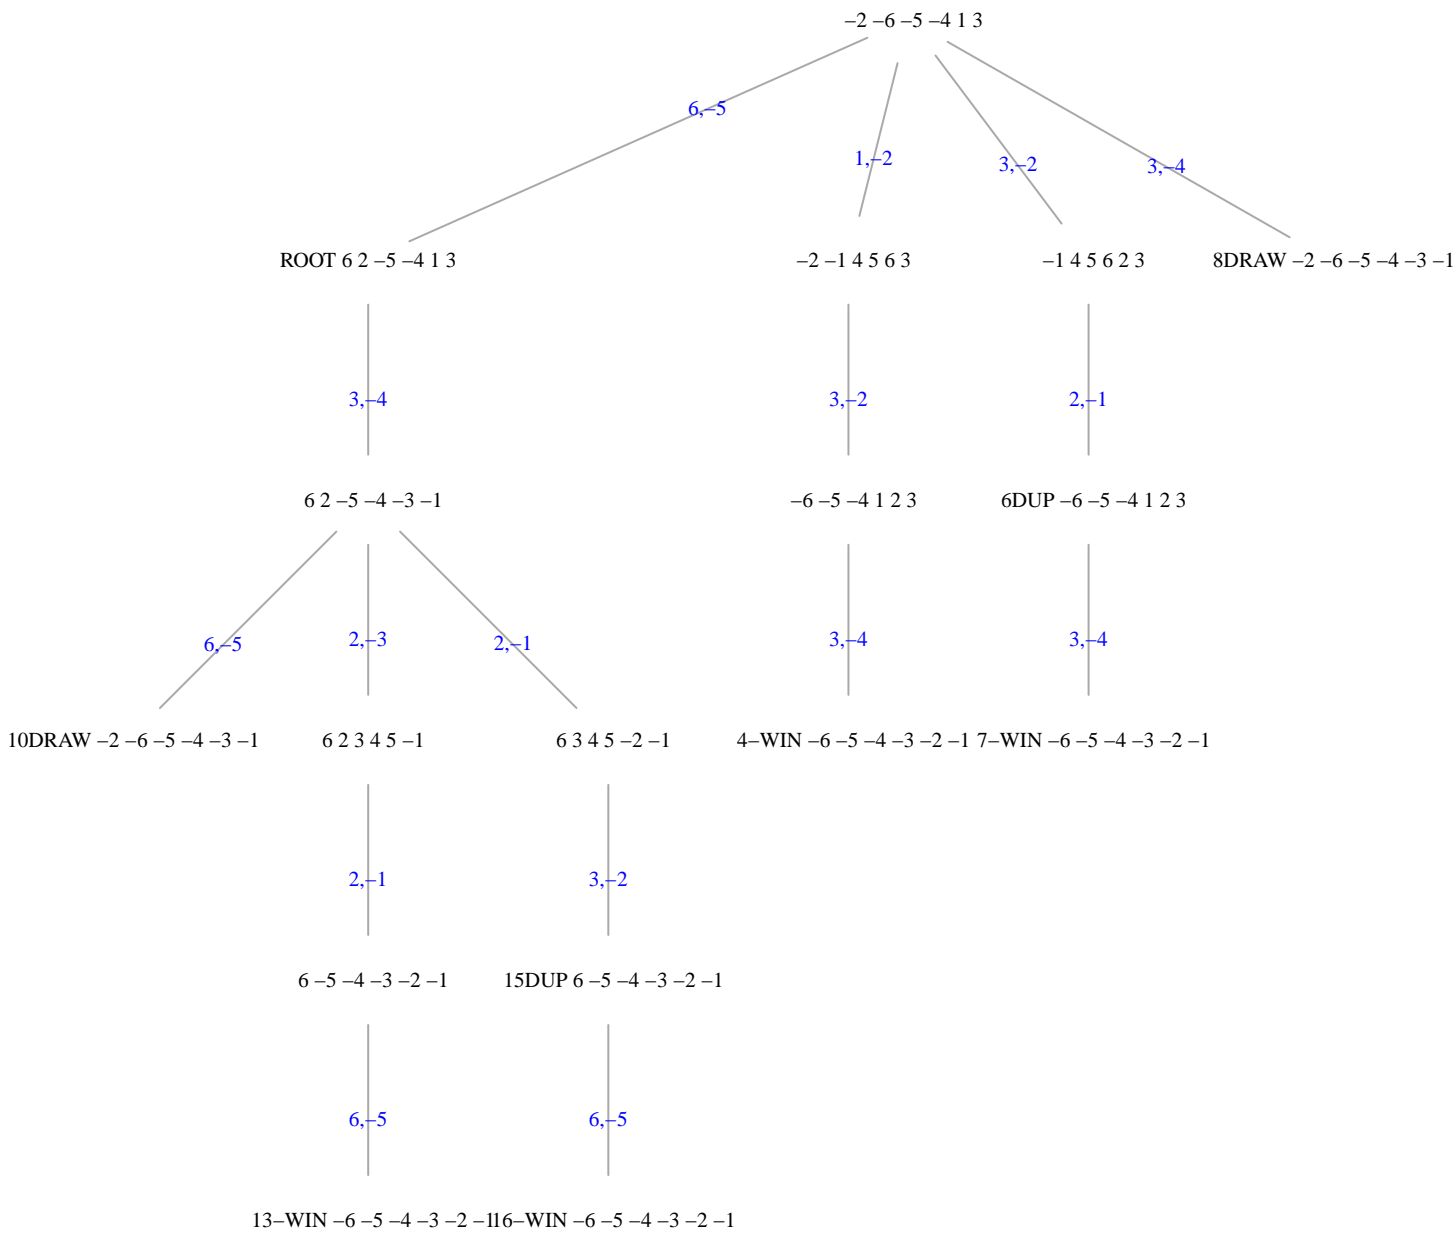 –2 –6 –5 –4 1 3
6,–5
1,–2
3,–2
3,–4
ROOT 6 2 –5 –4 1 3
–2 –1 4 5 6 3
–1 4 5 6 2 3
8DRAW –2 –6 –5 –4 –3 –1
3,–4
3,–2
2,–1
6 2 –5 –4 –3 –1
–6 –5 –4 1 2 3
6DUP –6 –5 –4 1 2 3
6,–5
2,–3
2,–1
3,–4
3,–4
10DRAW –2 –6 –5 –4 –3 –1
6 2 3 4 5 –1
6 3 4 5 –2 –1
4–WIN –6 –5 –4 –3 –2 –1
7–WIN –6 –5 –4 –3 –2 –1
2,–1
3,–2
6 –5 –4 –3 –2 –1
15DUP 6 –5 –4 –3 –2 –1
6,–5
6,–5
13–WIN –6 –5 –4 –3 –2 –1
16–WIN –6 –5 –4 –3 –2 –1